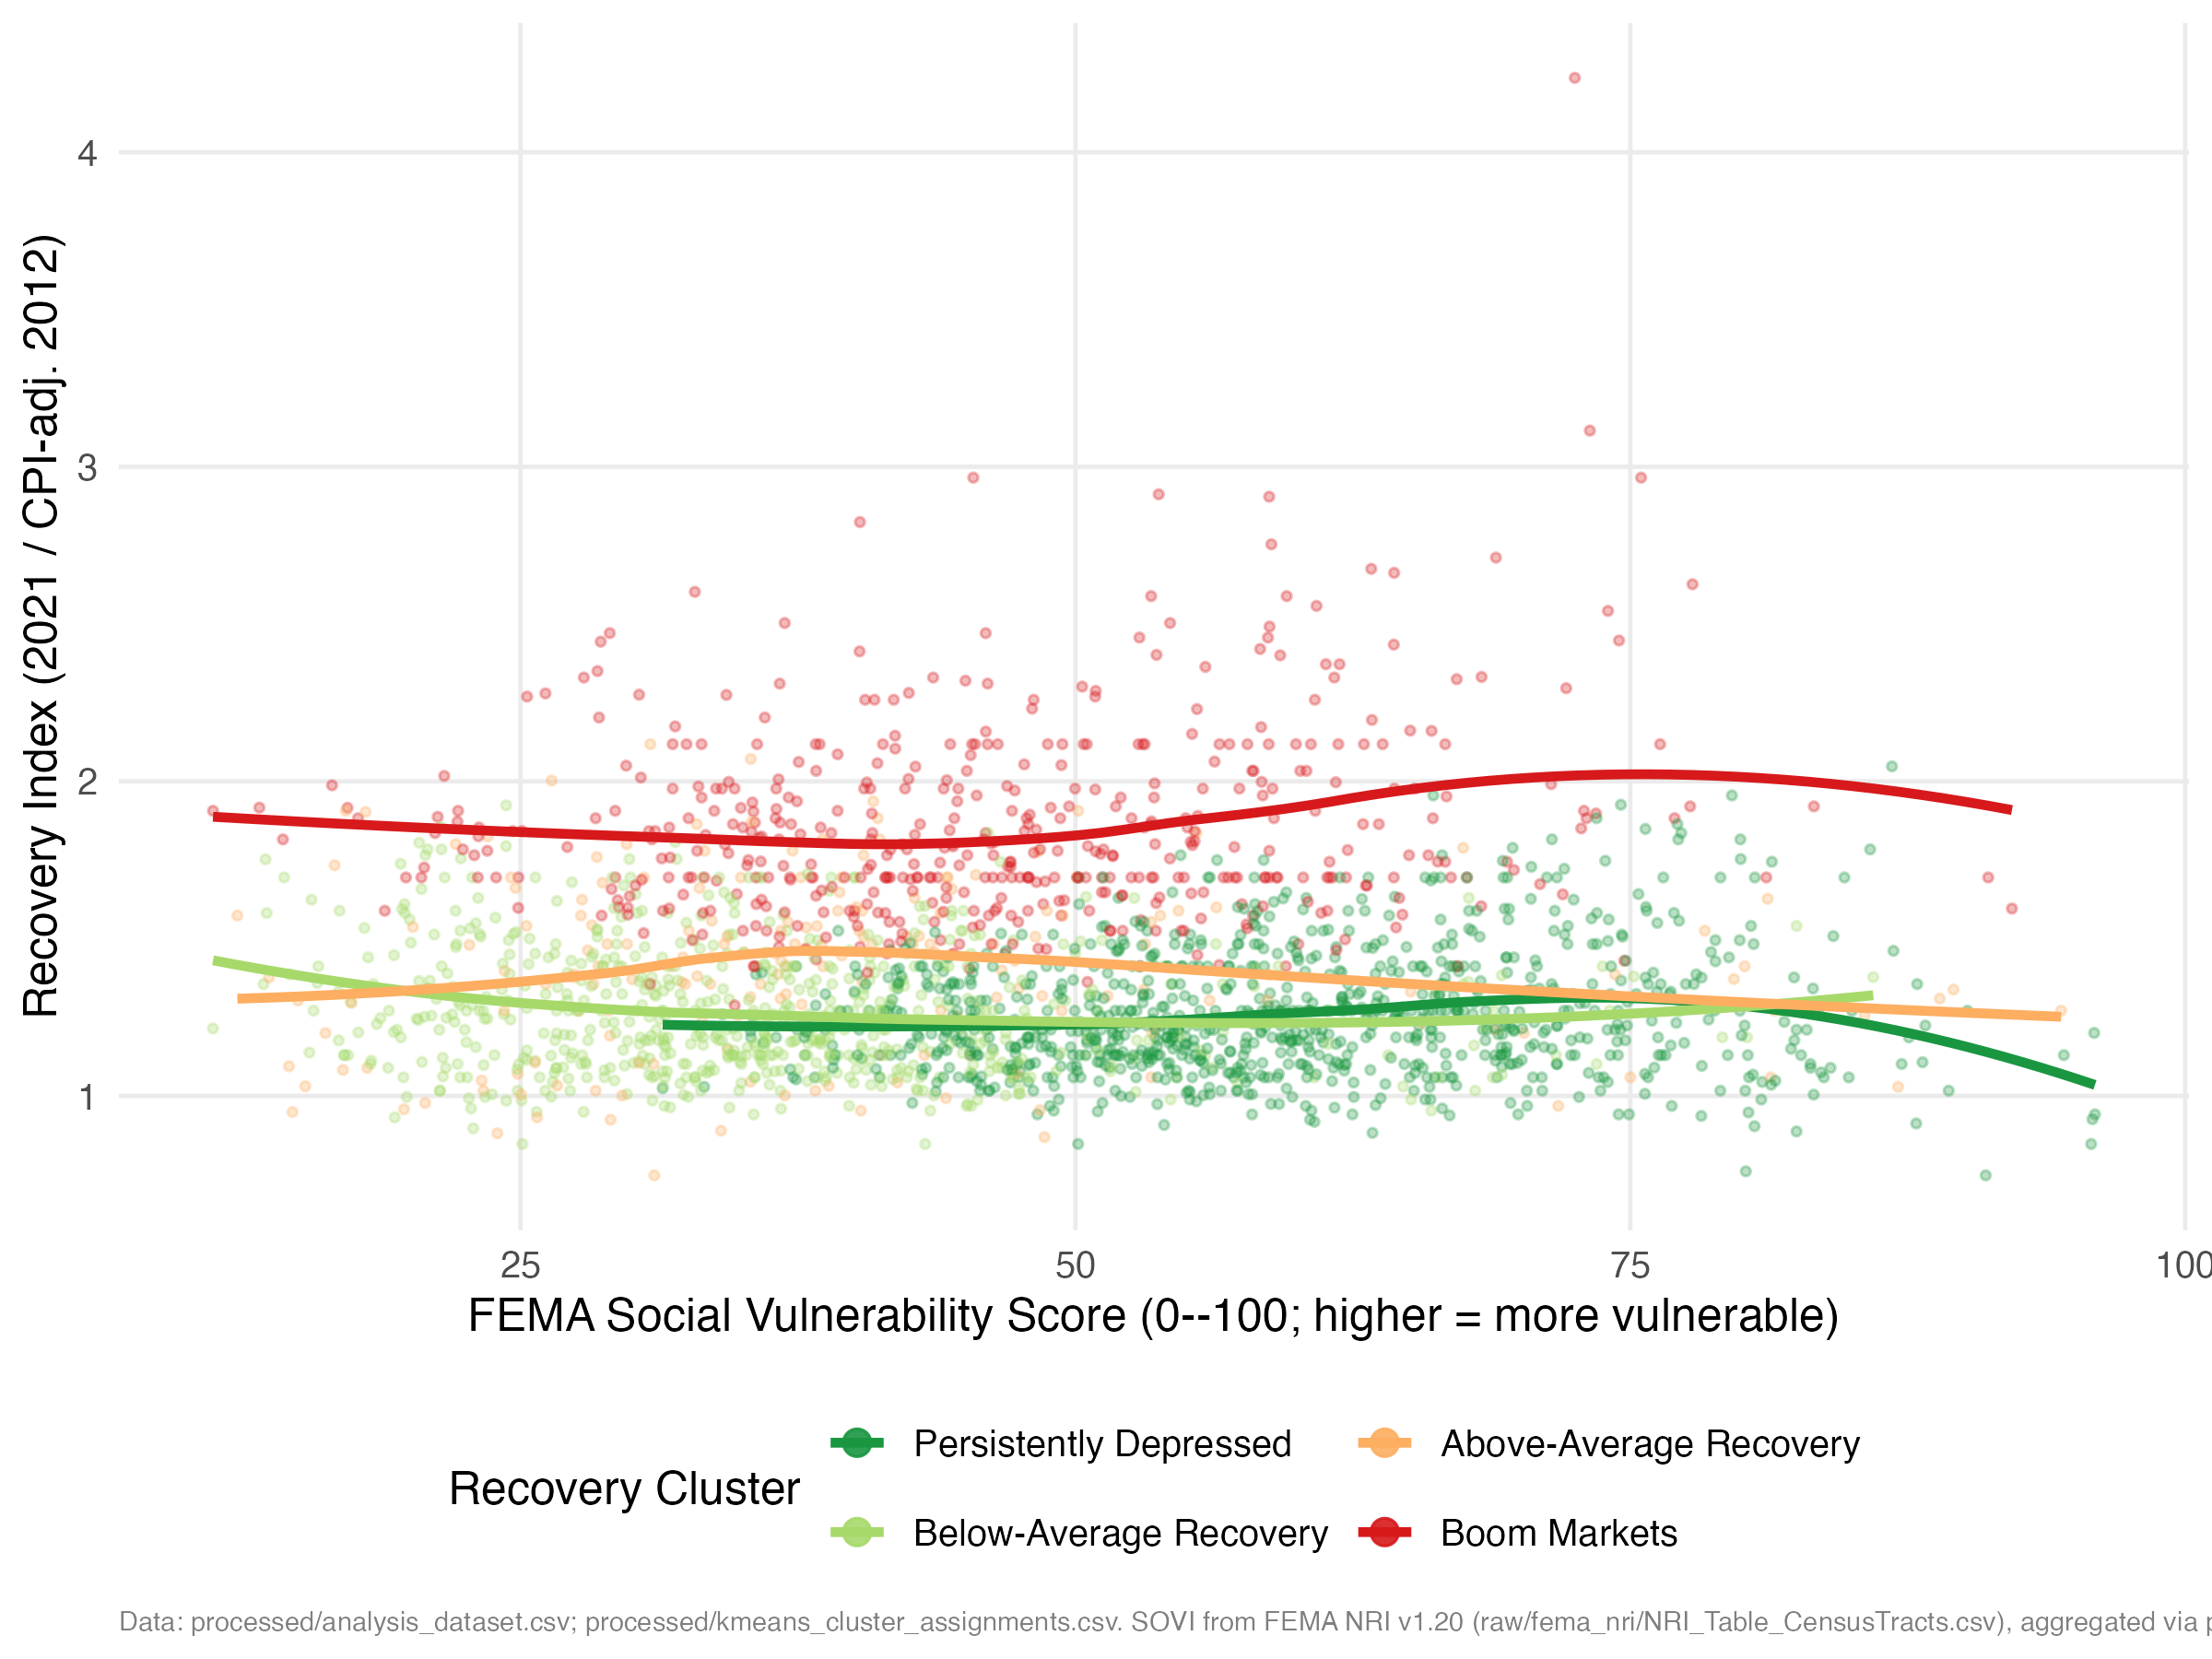 4
3
2
1
Recovery Index (2021 / CPI-adj. 2012)
25 50 75 100
FEMA Social Vulnerability Score (0--100; higher = more vulnerable)
Recovery Cluster
Persistently Depressed
Above-Average Recovery
Below-Average Recovery
Boom Markets
Data: processed/analysis_dataset.csv; processed/kmeans_cluster_assignments.csv. SOVI from FEMA NRI v1.20 (raw/fema_nri/NRI_Table_CensusTracts.csv), aggregated via